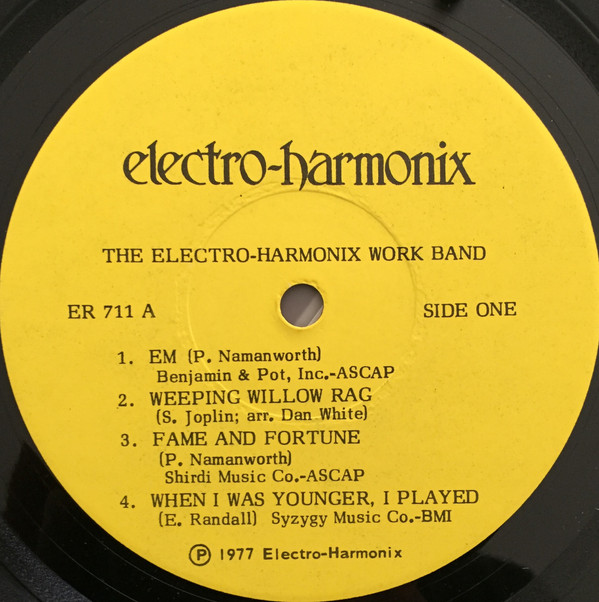 electro-harmonix
THE ELECTRO-HARMONIX WORK BAND
ER 711 A SIDE ONE
1. EM (P. Namanworth)
Benjamin & Pot, Inc.-ASCAP
2. WEEPING WILLOW RAG
(S. Joplin; arr. Dan White)
3. FAME AND FORTUNE
(P. Namanworth)
Shirdi Music Co.-ASCAP
4. WHEN I WAS YOUNGER, I PLAYED
(E. Randall) Syzygy Music Co.-BMI
℗ 1977 Electro-Harmonix